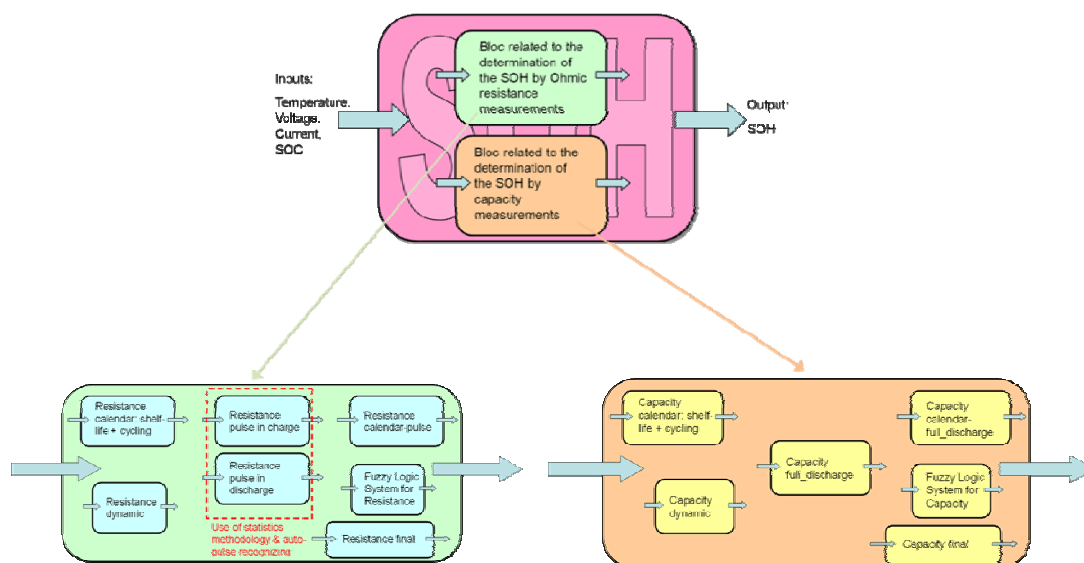 Inputs:
Temperature,
Voltage,
Current,
SOC
SOH
Bloc related to the
determination of
the SOH by Ohmic
resistance
measurements
Bloc related to the
determination of
the SOH by
capacity
measurements
Output:
SOH
Resistance
calendar: shelf-
life + cycling
Resistance
pulse in charge
Resistance
calendar-pulse
Resistance
dynamic
Resistance
pulse in
discharge
Fuzzy Logic
System for
Resistance
Use of statistics
methodology & auto-
pulse recognizing
Resistance final
Capacity
calendar: shelf-
life + cycling
Capacity
calendar-
full_discharge
Capacity
full_discharge
Capacity
dynamic
Fuzzy Logic
System for
Capacity
Capacity final